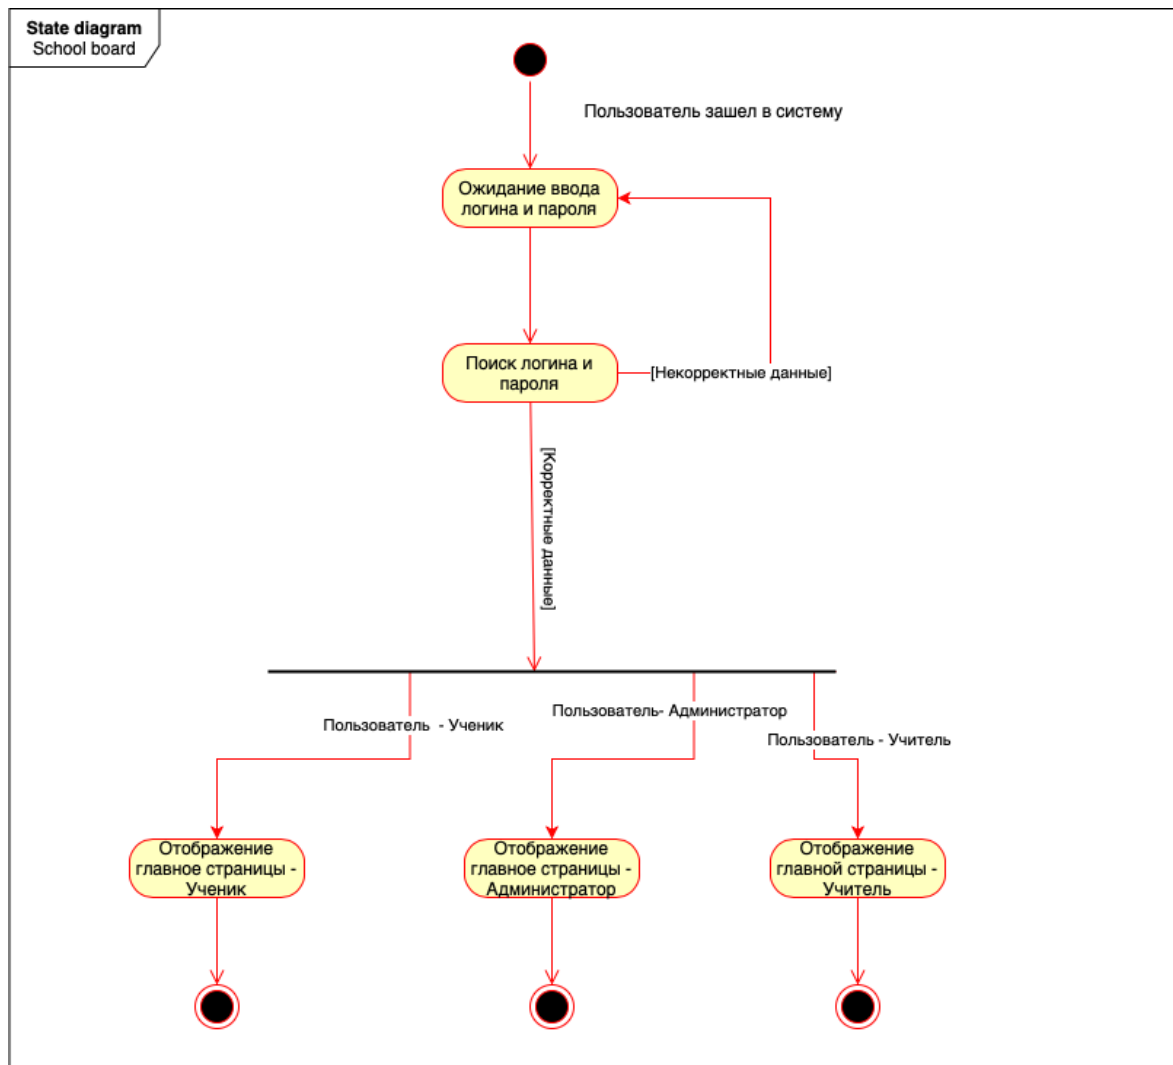 State diagram
School board
Пользователь зашел в систему
Ожидание ввода
логина и пароля
Поиск логина и
пароля
[Некорректные данные]
[Корректные данные]
Пользователь - Ученик
Пользователь- Администратор
Пользователь - Учитель
Отображение
главное страницы -
Ученик
Отображение
главное страницы -
Администратор
Отображение
главной страницы -
Учитель